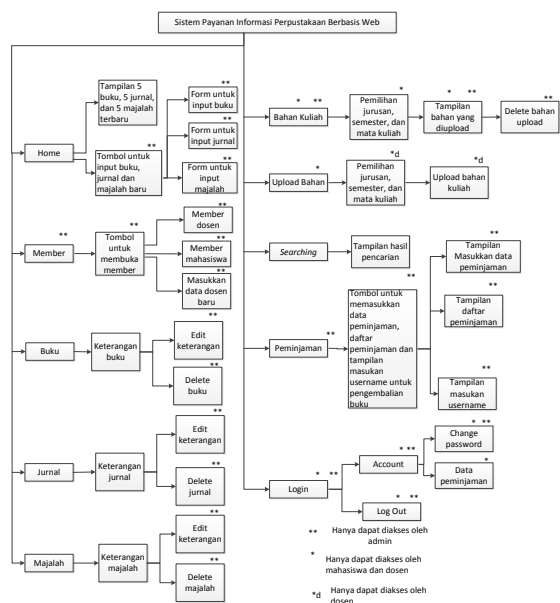 Sistem Payanan Informasi Perpustakaan Berbasis Web
Home
Tampilan 5
buku, 5 jurnal,
dan 5 majalah
terbaru
**
Tombol untuk
input buku,
jurnal dan
majalah baru
**
Form untuk
input buku
**
Form untuk
input jurnal
**
Form untuk
input
majalah
**
Member
**
Tombol
untuk
membuka
member
**
Member
dosen
**
Member
mahasiswa
**
Masukkan
data dosen
baru
Buku
Keterangan
buku
**
Edit
keterangan
**
Delete
buku
Jurnal
Keterangan
jurnal
**
Edit
keterangan
**
Delete
jurnal
Majalah
Keterangan
majalah
**
Edit
keterangan
**
Delete
majalah
* **
Bahan Kuliah
*
Pemilihan
jurusan,
semester, dan
mata kuliah
* **
Tampilan
bahan yang
diupload
**
Delete bahan
upload
*
Upload Bahan
*d
Pemilihan
jurusan,
semester, dan
mata kuliah
*d
Upload bahan
kuliah
Searching
Tampilan hasil
pencarian
**
Peminjaman
**
Tombol untuk
memasukkan
data
peminjaman,
daftar
peminjaman dan
tampilan
masukan
username untuk
pengembalian
buku
**
Tampilan
Masukkan data
peminjaman
**
Tampilan
daftar
peminjaman
**
Tampilan
masukan
username
* **
Login
* **
Account
* **
Change
password
*
Data
peminjaman
* **
Log Out
** Hanya dapat diakses oleh
admin
* Hanya dapat diakses oleh
mahasiswa dan dosen
*d Hanya dapat diakses oleh
dosen